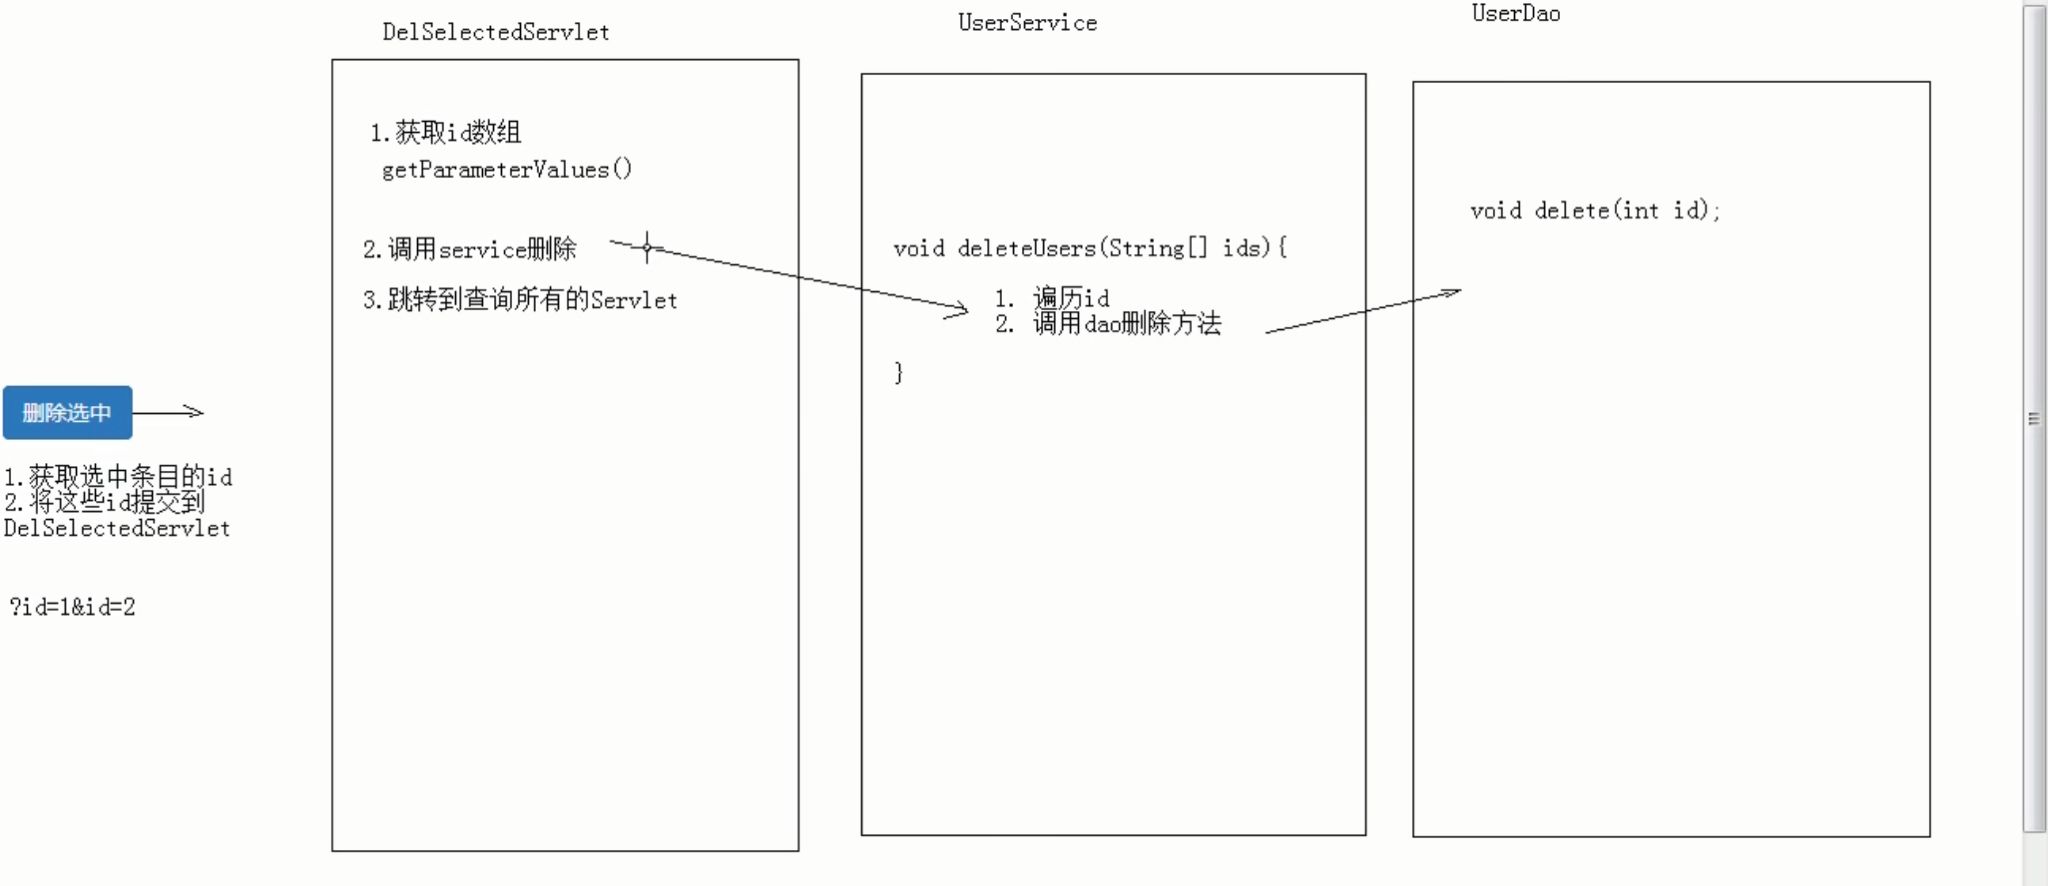 DelSelectedServlet
1.获取id数组
getParameterValues()
2.调用service删除
3.跳转到查询所有的Servlet
UserService
void deleteUsers(String[] ids){
1. 遍历id
2. 调用dao删除方法
}
UserDao
void delete(int id);
删除选中
1.获取选中条目的id
2.将这些id提交到
DelSelectedServlet
?id=1&id=2